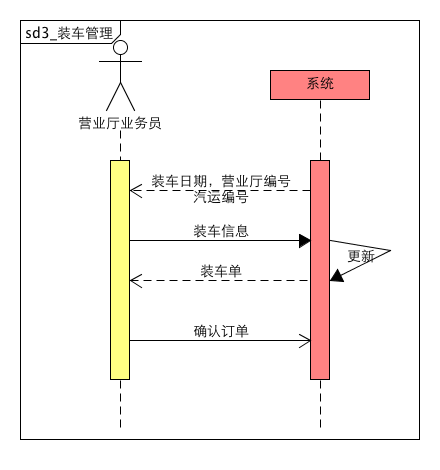 sd3_装车管理
系统
营业厅业务员
装车日期，营业厅编号
汽运编号
装车信息
更新
装车单
确认订单